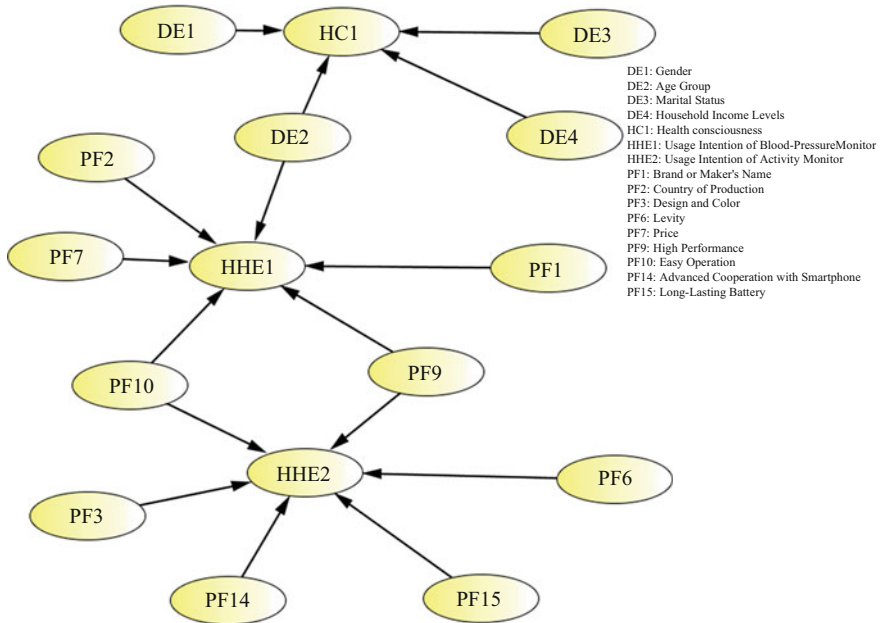 DE1
HC1
DE3
DE2
DE4
PF2
PF7
HHE1
PF1
PF10
PF9
HHE2
PF6
PF3
PF14
PF15
DE1: Gender
DE2: Age Group
DE3: Marital Status
DE4: Household Income Levels
HC1: Health consciousness
HHE1: Usage Intention of Blood-PressureMonitor
HHE2: Usage Intention of Activity Monitor
PF1: Brand or Maker's Name
PF2: Country of Production
PF3: Design and Color
PF6: Levity
PF7: Price
PF9: High Performance
PF10: Easy Operation
PF14: Advanced Cooperation with Smartphone
PF15: Long-Lasting Battery